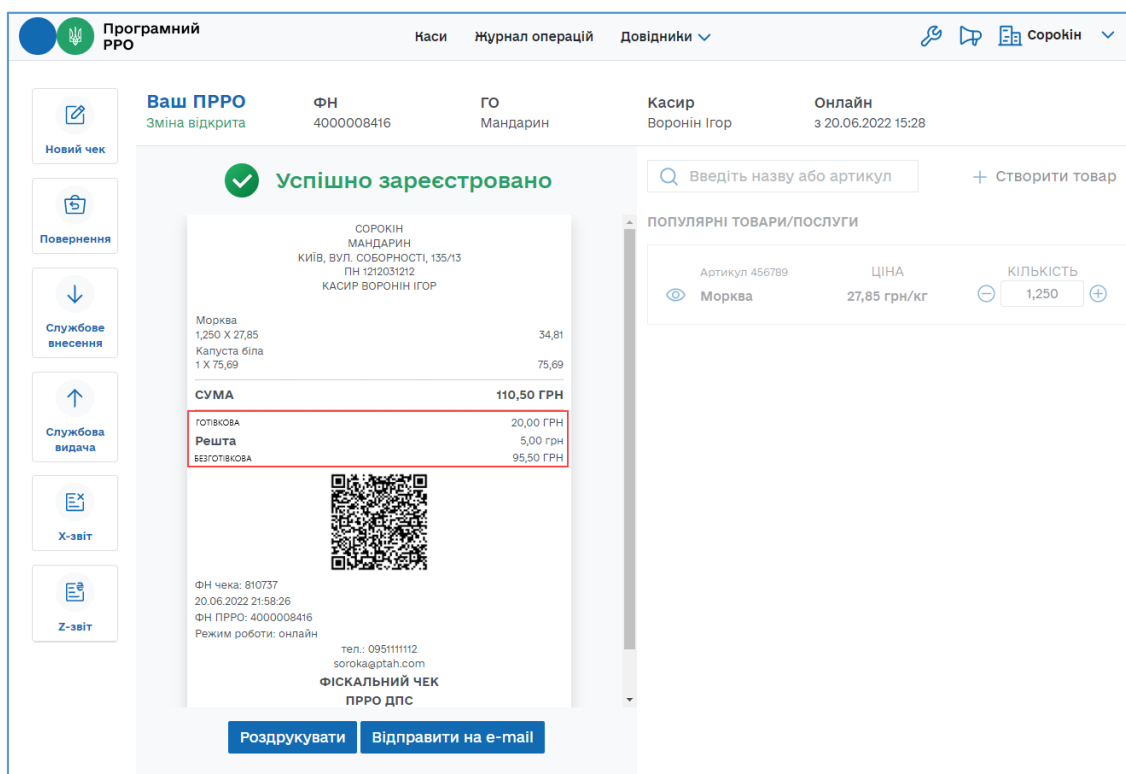 Програмний РРО
Каси Журнал операцій Довідники Сорокін
Новий чек
Повернення
Службове внесення
Службова видача
X-звіт
Z-звіт
Ваш ПРРО ФН ГО Касир Онлайн
Зміна відкрита 4000008416 Мандарин Воронін Ігор з 20.06.2022 15:28
Успішно зареєстровано
СОРОКІН
МАНДАРИН
КИЇВ, ВУЛ. СОБОРНОСТІ, 135/13
ПН 1212031212
КАСИР ВОРОНІН ІГОР
Морква
1,250 X 27,85 34,81
Капуста біла
1 X 75,69 75,69
СУМА 110,50 ГРН
ГОТІВКОВА 20,00 ГРН
Решта 5,00 грн
БЕЗГОТІВКОВА 95,50 ГРН
ФН чека: 810737
20.06.2022 21:58:26
ФН ПРРО: 4000008416
Режим роботи: онлайн
тел.: 0951111112
soroka@ptah.com
ФІСКАЛЬНИЙ ЧЕК
ПРРО ДПС
Роздрукувати Відправити на e-mail
Введіть назву або артикул + Створити товар
ПОПУЛЯРНІ ТОВАРИ/ПОСЛУГИ
Артикул 456789 ЦІНА КІЛЬКІСТЬ
Морква 27,85 грн/кг 1,250